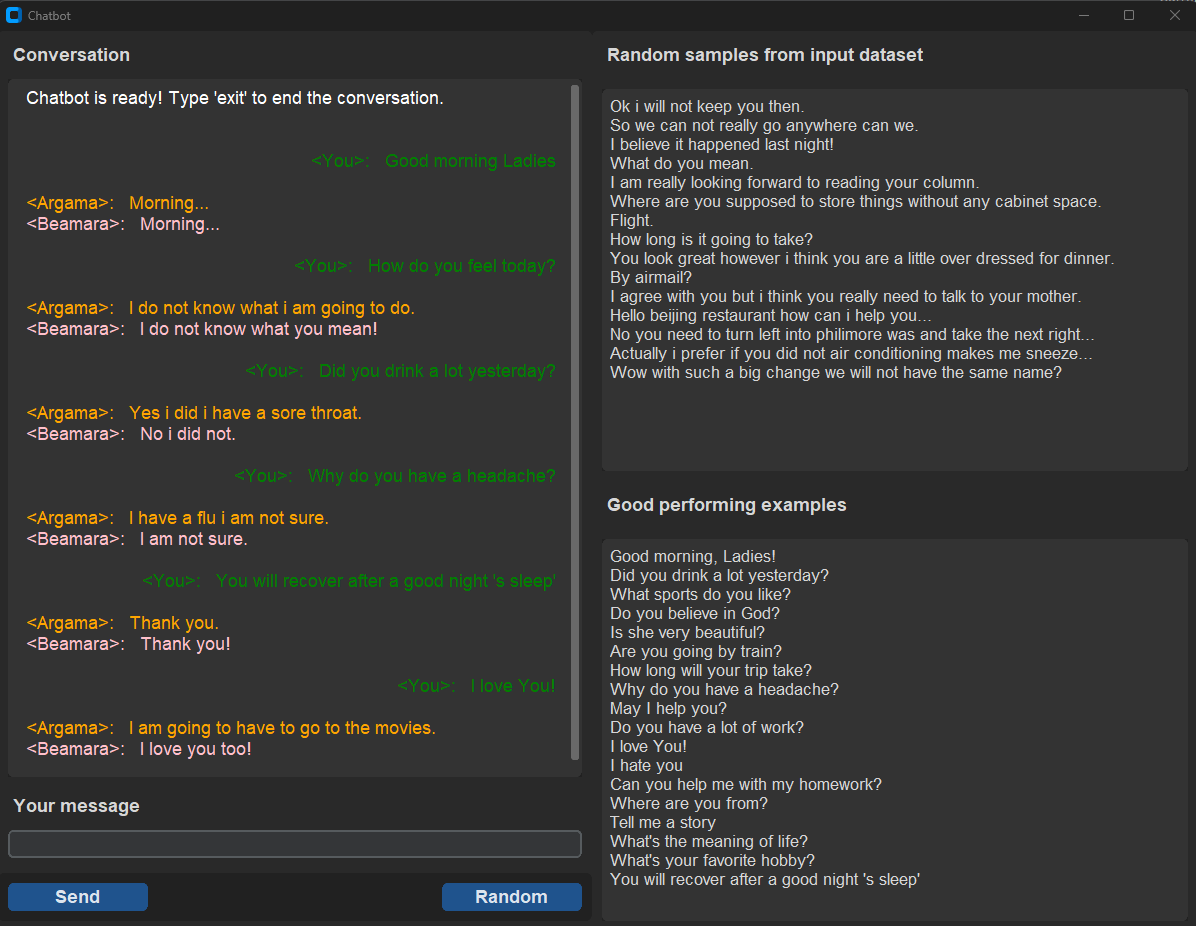 Chatbot
Conversation
Chatbot is ready! Type 'exit' to end the conversation.
<You>: Good morning Ladies
<Argama>: Morning...
<Beamara>: Morning...
<You>: How do you feel today?
<Argama>: I do not know what i am going to do.
<Beamara>: I do not know what you mean!
<You>: Did you drink a lot yesterday?
<Argama>: Yes i did i have a sore throat.
<Beamara>: No i did not.
<You>: Why do you have a headache?
<Argama>: I have a flu i am not sure.
<Beamara>: I am not sure.
<You>: You will recover after a good night 's sleep'
<Argama>: Thank you.
<Beamara>: Thank you!
<You>: I love You!
<Argama>: I am going to have to go to the movies.
<Beamara>: I love you too!
Your message
Send
Random
Random samples from input dataset
Ok i will not keep you then.
So we can not really go anywhere can we.
I believe it happened last night!
What do you mean.
I am really looking forward to reading your column.
Where are you supposed to store things without any cabinet space.
Flight.
How long is it going to take?
You look great however i think you are a little over dressed for dinner.
By airmail?
I agree with you but i think you really need to talk to your mother.
Hello beijing restaurant how can i help you...
No you need to turn left into philimore was and take the next right...
Actually i prefer if you did not air conditioning makes me sneeze...
Wow with such a big change we will not have the same name?
Good performing examples
Good morning, Ladies!
Did you drink a lot yesterday?
What sports do you like?
Do you believe in God?
Is she very beautiful?
Are you going by train?
How long will your trip take?
Why do you have a headache?
May I help you?
Do you have a lot of work?
I love You!
I hate you
Can you help me with my homework?
Where are you from?
Tell me a story
What's the meaning of life?
What's your favorite hobby?
You will recover after a good night 's sleep'